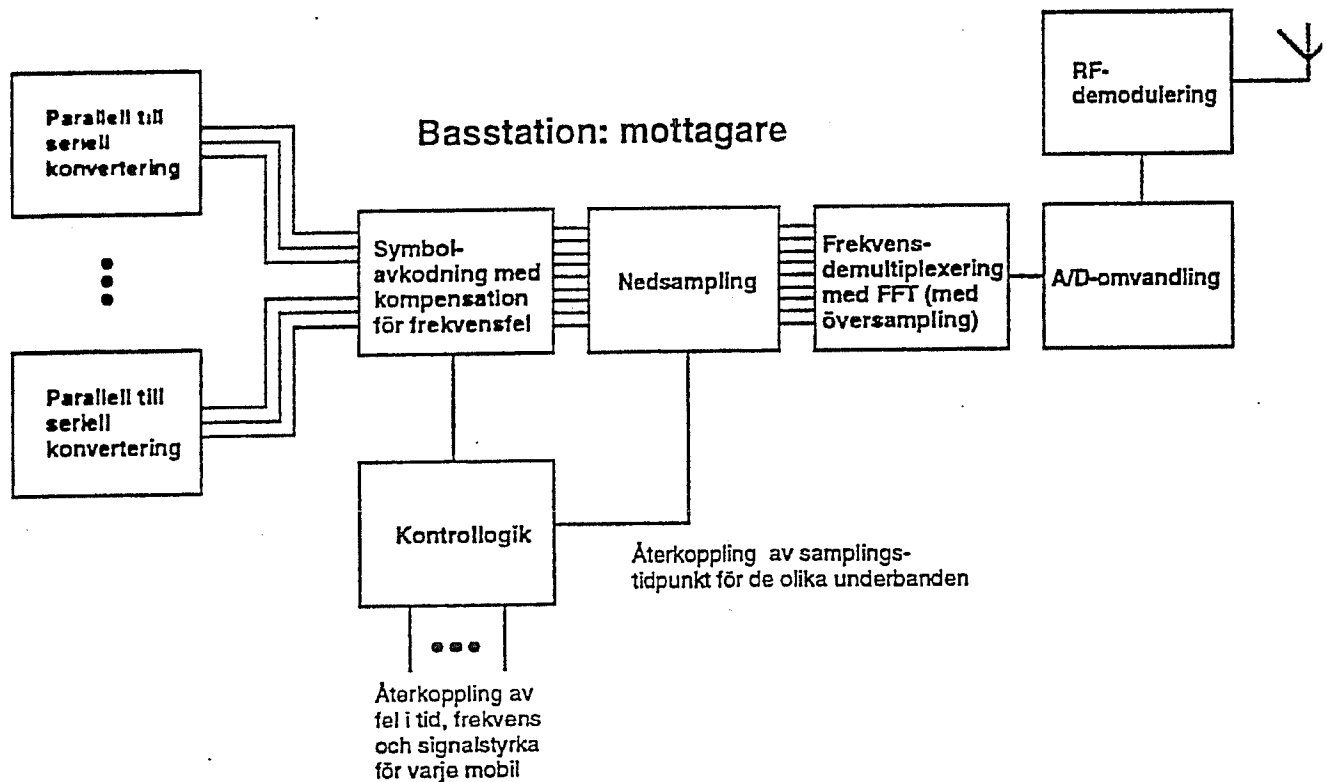 Basstation: mottagare
Parallell till
seriell
konvertering
Parallell till
seriell
konvertering
Symbol-
avkodning med
kompensation
för frekvensfel
Nedsampling
Frekvens-
demultiplexering
med FFT (med
översampling)
A/D-omvandling
RF-
demodulering
Kontrollogik
Återkoppling av samplings-
tidpunkt för de olika underbanden
Återkoppling av
fel i tid, frekvens
och signalstyrka
för varje mobil